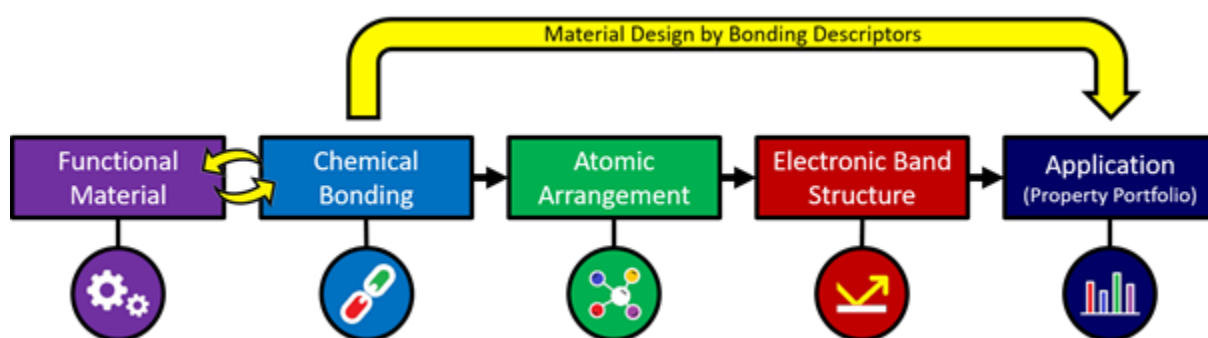 Material Design by Bonding Descriptors
Functional
Material
Chemical
Bonding
Atomic
Arrangement
Electronic Band
Structure
Application
(Property Portfolio)